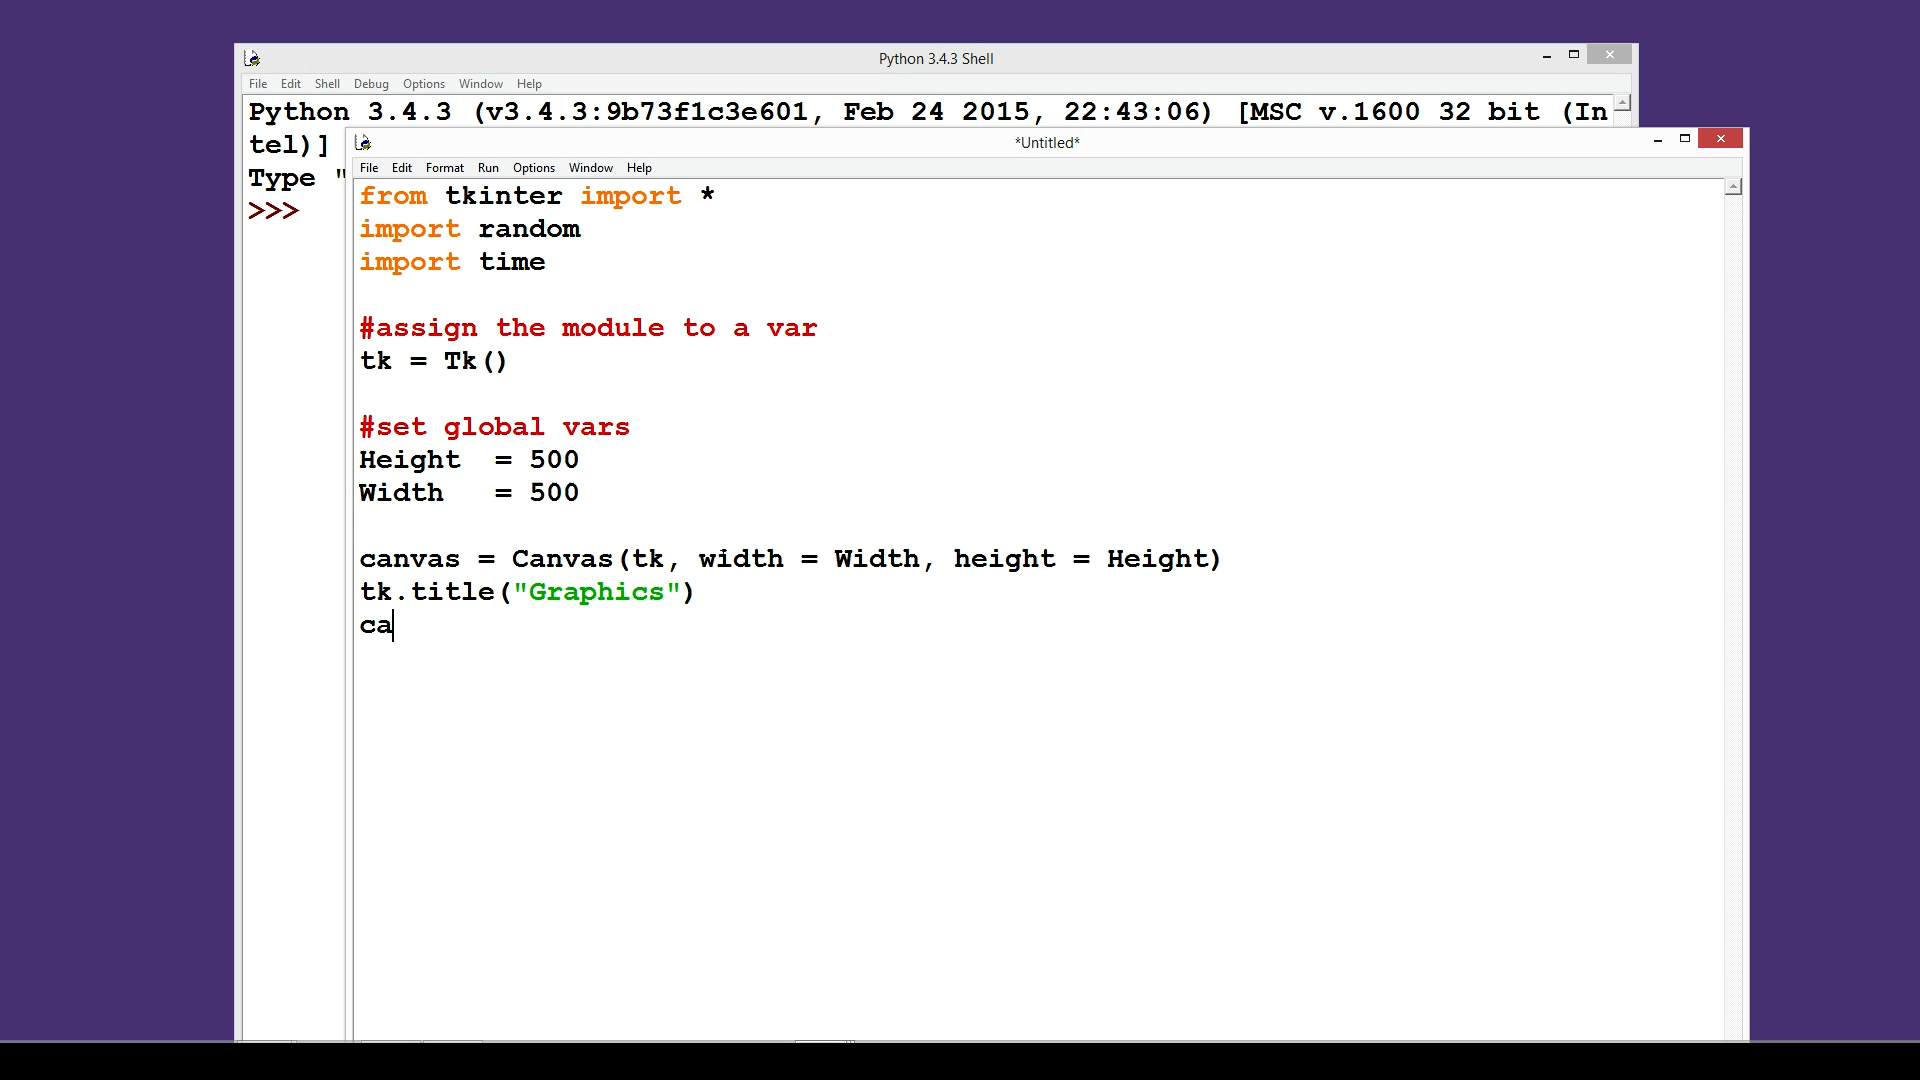 Python 3.4.3 Shell
File Edit Shell Debug Options Window Help
Python 3.4.3 (v3.4.3:9b73f1c3e601, Feb 24 2015, 22:43:06) [MSC v.1600 32 bit (In
tel)]
Type "
>>>
*Untitled*
File Edit Format Run Options Window Help
from tkinter import *
import random
import time
#assign the module to a var
tk = Tk()
#set global vars
Height  = 500
Width   = 500
canvas = Canvas(tk, width = Width, height = Height)
tk.title("Graphics")
ca